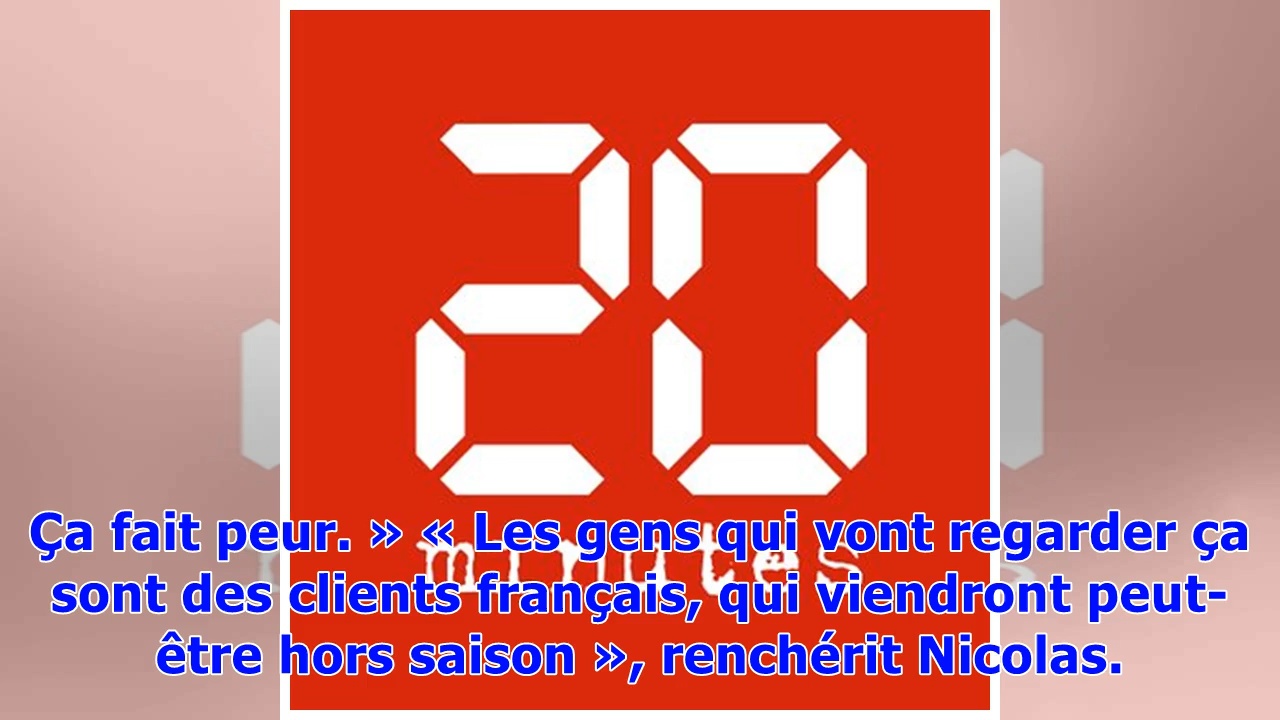 20
minutes
Ça fait peur. » « Les gens qui vont regarder ça
sont des clients français, qui viendront peut-
être hors saison », renchérit Nicolas.